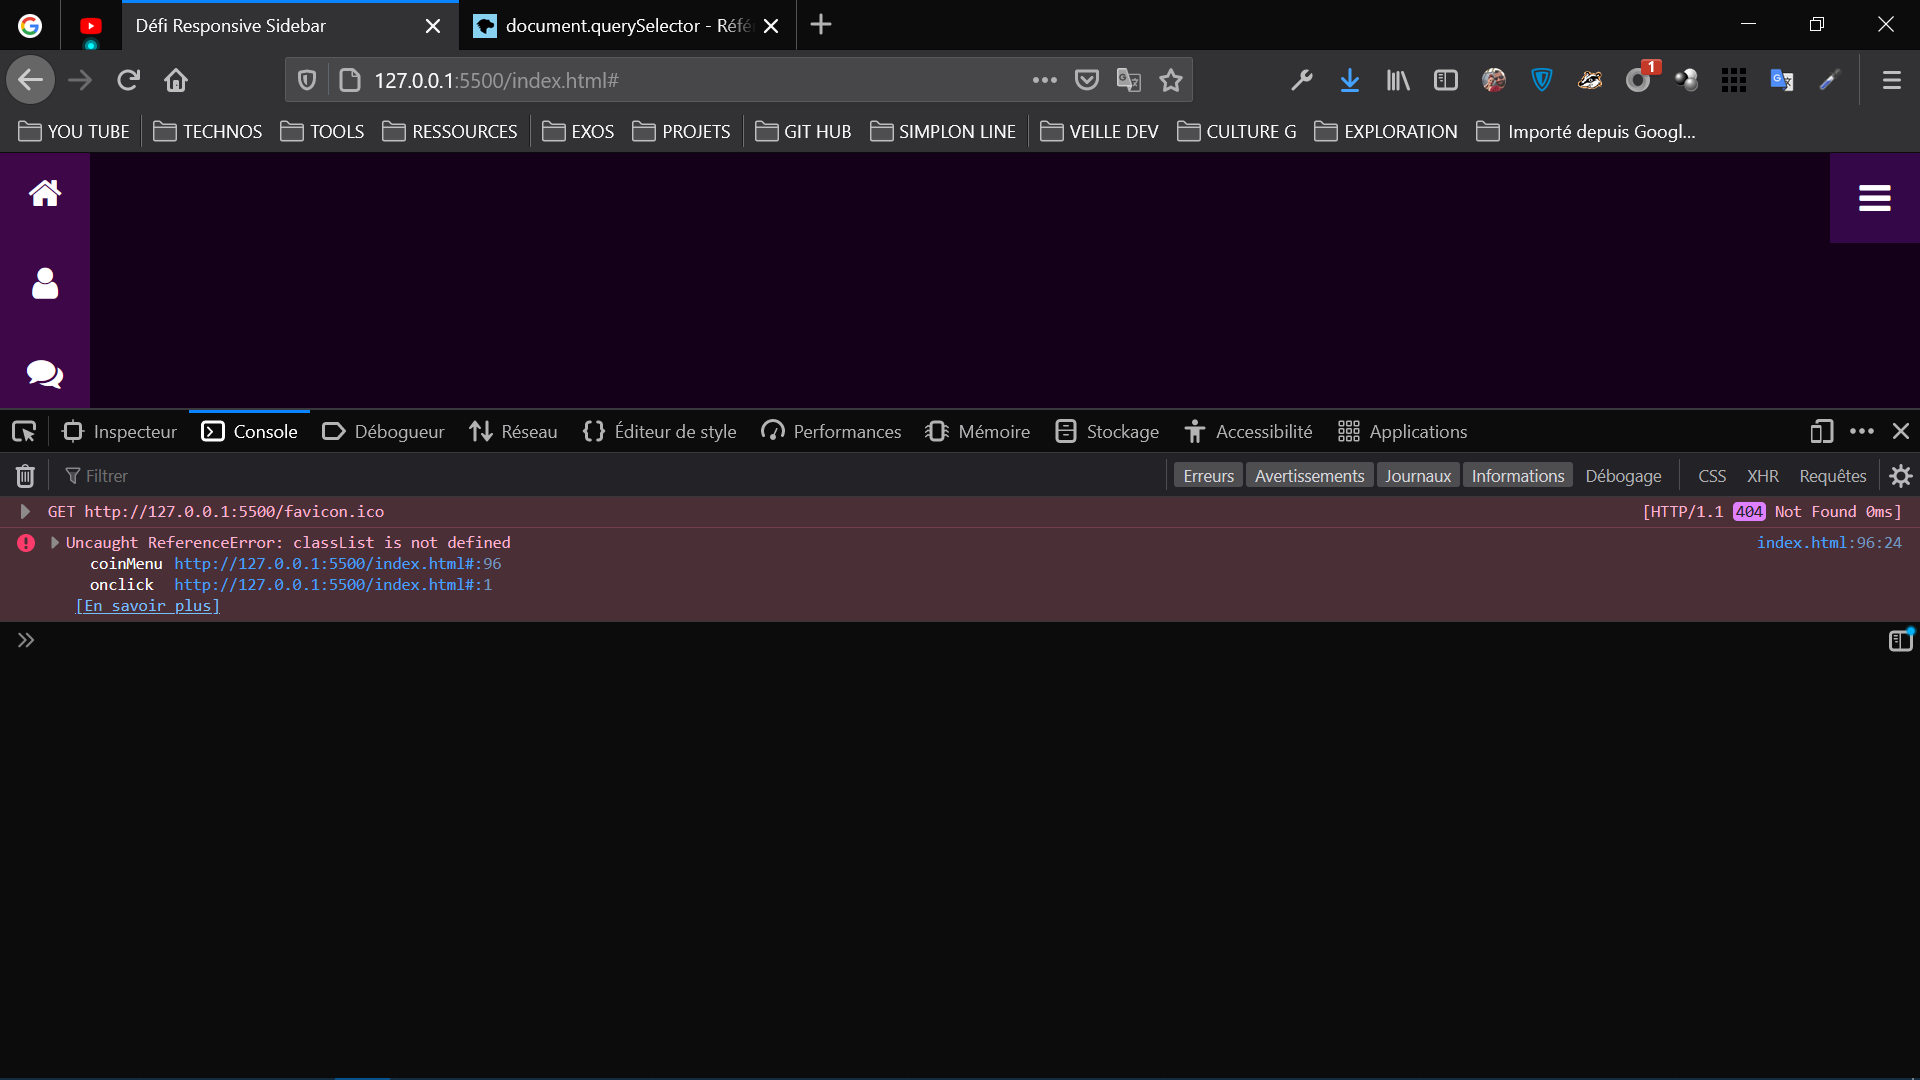 Défi Responsive Sidebar
document.querySelector - Réfé
127.0.0.1:5500/index.html#
1
YOU TUBE TECHNOS TOOLS RESSOURCES EXOS PROJETS GIT HUB SIMPLON LINE VEILLE DEV CULTURE G EXPLORATION Importé depuis Googl...
Inspecteur Console Débogueur Réseau Éditeur de style Performances Mémoire Stockage Accessibilité Applications
Filtrer Erreurs Avertissements Journaux Informations Débogage CSS XHR Requêtes
GET http://127.0.0.1:5500/favicon.ico [HTTP/1.1 404 Not Found 0ms]
Uncaught ReferenceError: classList is not defined index.html:96:24
coinMenu http://127.0.0.1:5500/index.html#:96
onclick http://127.0.0.1:5500/index.html#:1
[En savoir plus]